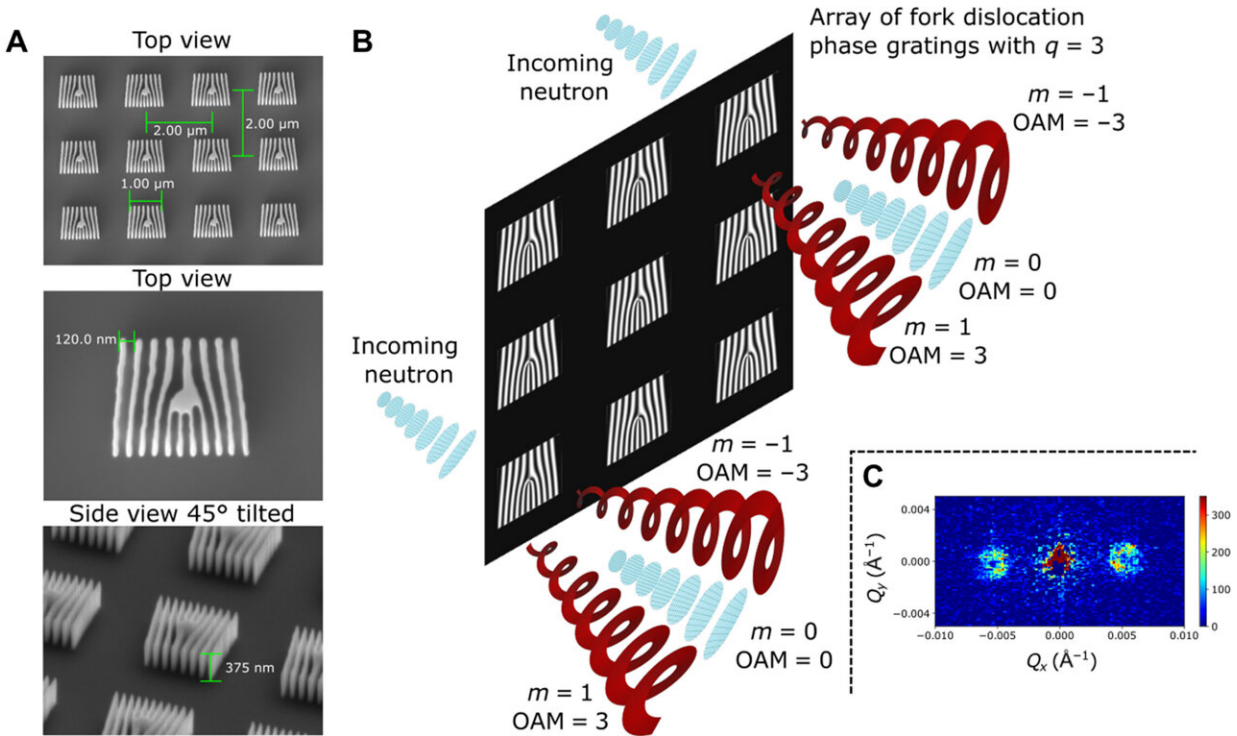 A
Top view
2.00 µm
2.00 µm
1.00 µm
Top view
120.0 nm
Side view 45° tilted
375 nm
B
Incoming
neutron
Array of fork dislocation
phase gratings with q = 3
m = –1
OAM = –3
m = 0
OAM = 0
m = 1
OAM = 3
Incoming
neutron
m = –1
OAM = –3
m = 0
OAM = 0
m = 1
OAM = 3
C
0.004
0.000
−0.004
Qy (Å−1)
−0.010
−0.005
0.000
0.005
0.010
Qx (Å−1)
300
200
100
0